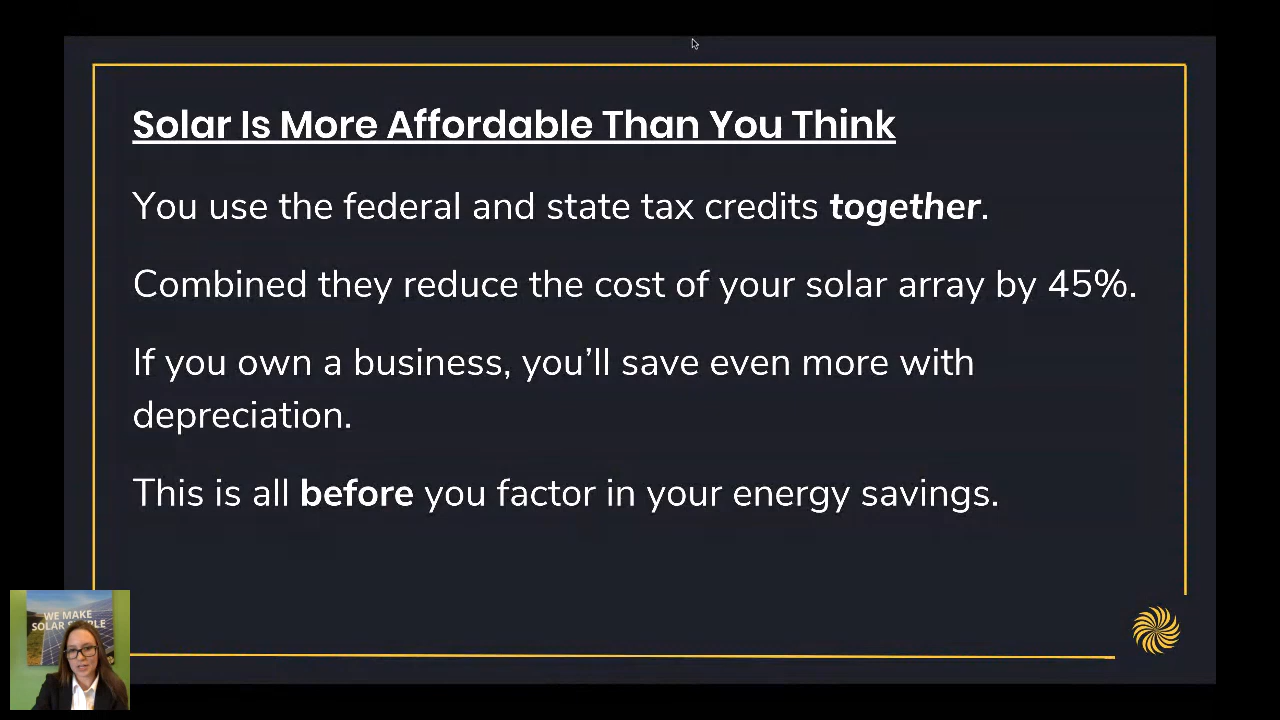 Solar Is More Affordable Than You Think
You use the federal and state tax credits together.
Combined they reduce the cost of your solar array by 45%.
If you own a business, you’ll save even more with
depreciation.
This is all before you factor in your energy savings.
WE MAKE
SOLAR